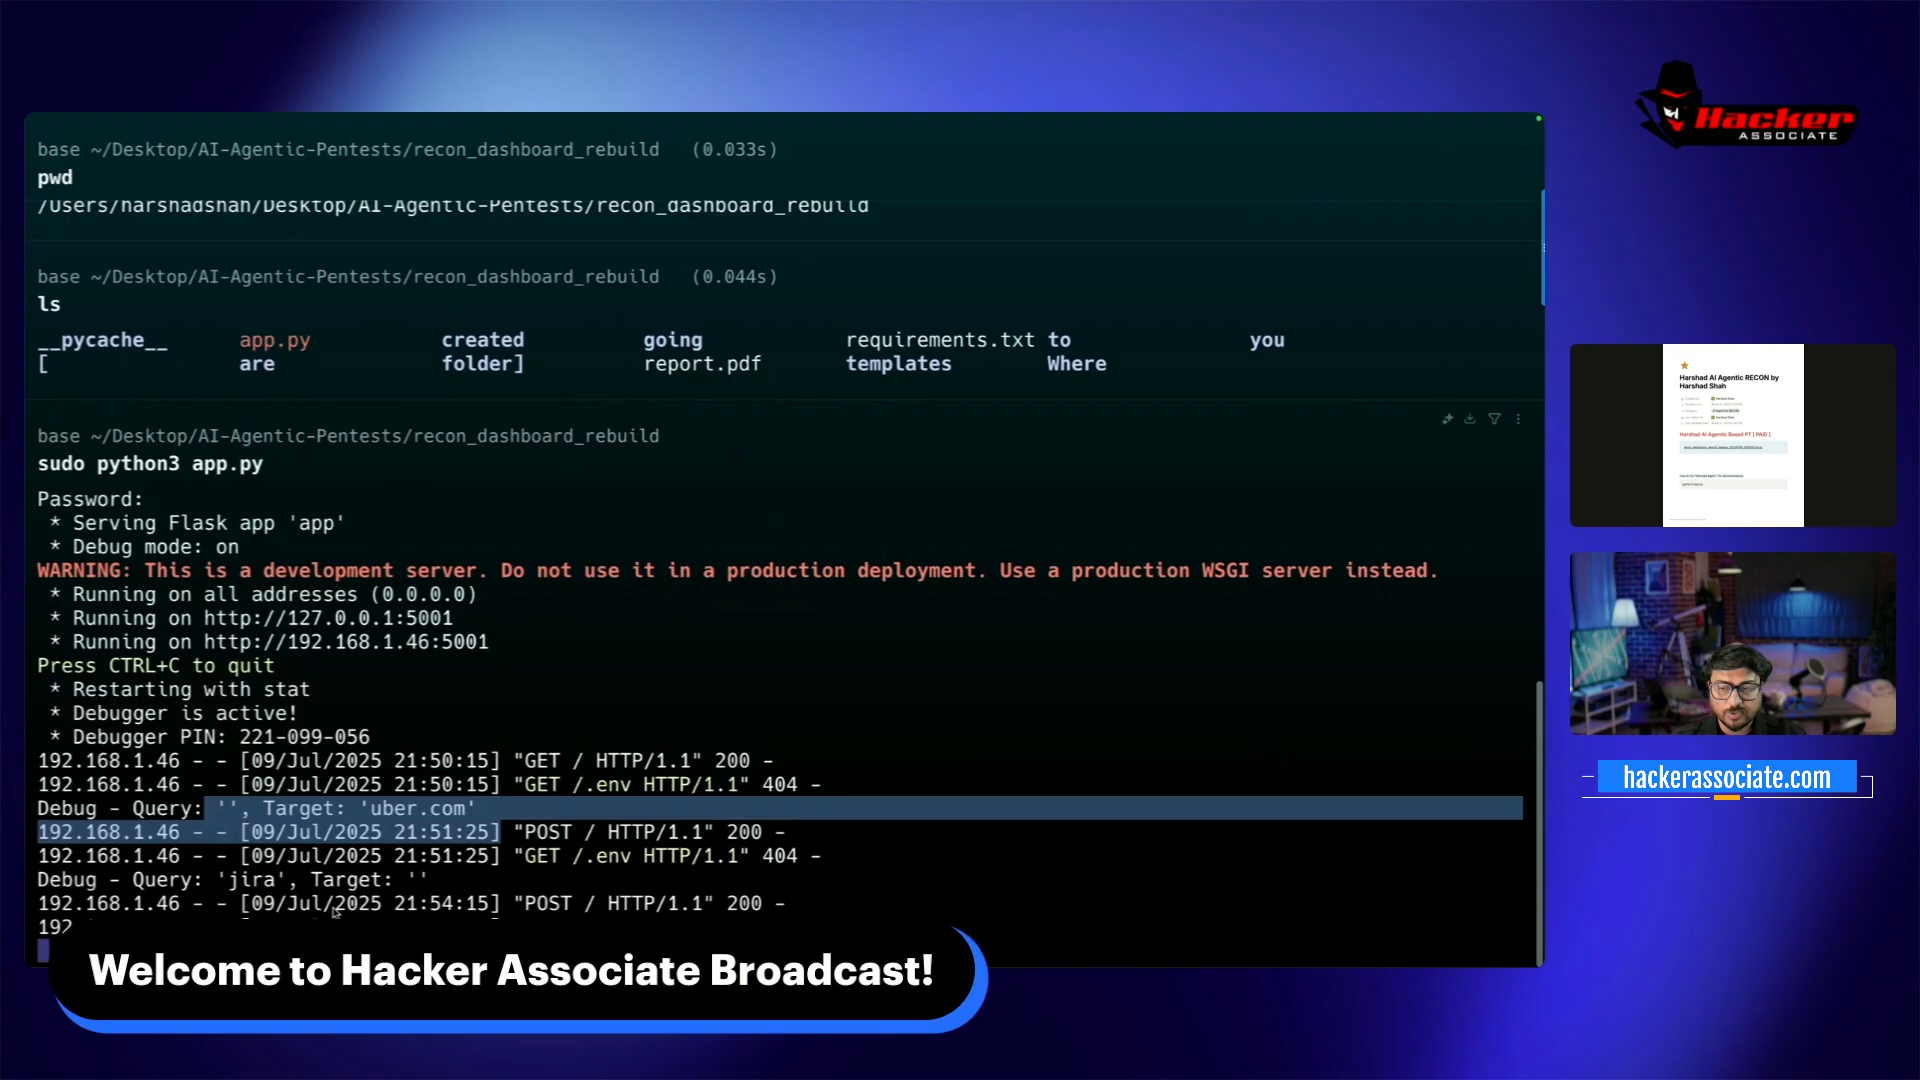 base ~/Desktop/AI-Agentic-Pentests/recon_dashboard_rebuild (0.033s)
pwd
/Users/harshadshah/Desktop/AI-Agentic-Pentests/recon_dashboard_rebuild
base ~/Desktop/AI-Agentic-Pentests/recon_dashboard_rebuild (0.044s)
ls
__pycache__ app.py created going requirements.txt to you
[ are folder] report.pdf templates Where
base ~/Desktop/AI-Agentic-Pentests/recon_dashboard_rebuild
sudo python3 app.py
Password:
* Serving Flask app 'app'
* Debug mode: on
WARNING: This is a development server. Do not use it in a production deployment. Use a production WSGI server instead.
* Running on all addresses (0.0.0.0)
* Running on http://127.0.0.1:5001
* Running on http://192.168.1.46:5001
Press CTRL+C to quit
* Restarting with stat
* Debugger is active!
* Debugger PIN: 221-099-056
192.168.1.46 - - [09/Jul/2025 21:50:15] "GET / HTTP/1.1" 200 -
192.168.1.46 - - [09/Jul/2025 21:50:15] "GET /.env HTTP/1.1" 404 -
Debug - Query: '', Target: 'uber.com'
192.168.1.46 - - [09/Jul/2025 21:51:25] "POST / HTTP/1.1" 200 -
192.168.1.46 - - [09/Jul/2025 21:51:25] "GET /.env HTTP/1.1" 404 -
Debug - Query: 'jira', Target: ''
192.168.1.46 - - [09/Jul/2025 21:54:15] "POST / HTTP/1.1" 200 -
192
Welcome to Hacker Associate Broadcast!
Hacker
ASSOCIATE
Harshad AI Agentic RECON by
Harshad Shah
Harshad AI Agentic Based PT [ PAID ]
hackerassociate.com